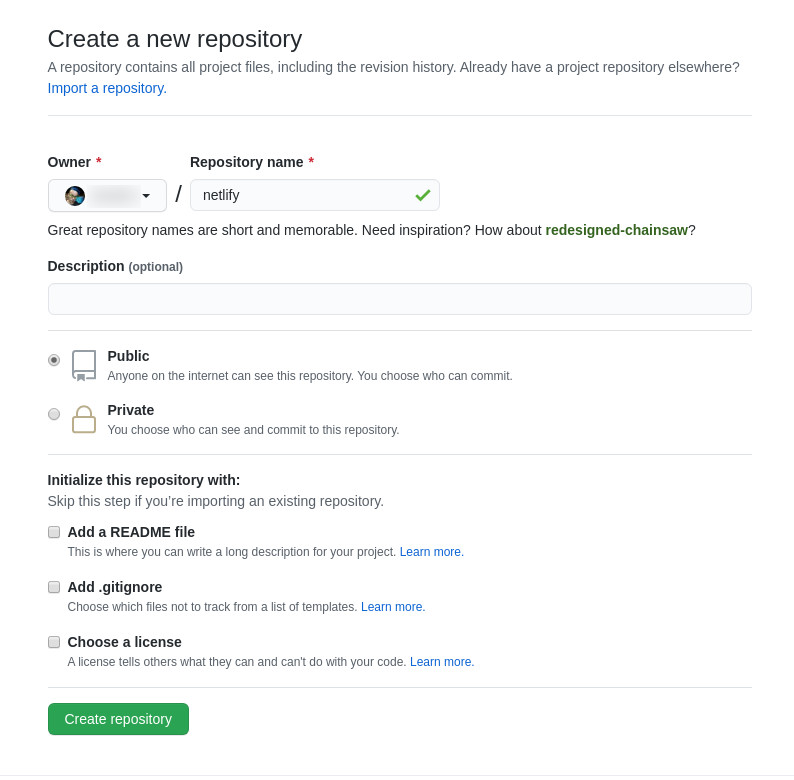 Create a new repository
A repository contains all project files, including the revision history. Already have a project repository elsewhere?
Import a repository.
Owner * Repository name *
/ netlify
Great repository names are short and memorable. Need inspiration? How about redesigned-chainsaw?
Description (optional)
Public
Anyone on the internet can see this repository. You choose who can commit.
Private
You choose who can see and commit to this repository.
Initialize this repository with:
Skip this step if you’re importing an existing repository.
Add a README file
This is where you can write a long description for your project. Learn more.
Add .gitignore
Choose which files not to track from a list of templates. Learn more.
Choose a license
A license tells others what they can and can't do with your code. Learn more.
Create repository